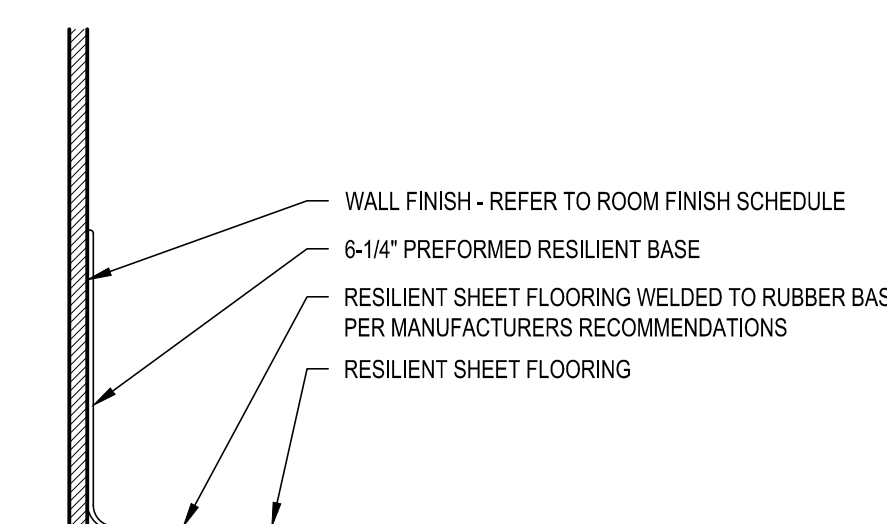 WALL FINISH - REFER TO ROOM FINISH SCHEDULE
6-1/4" PREFORMED RESILIENT BASE
RESILIENT SHEET FLOORING WELDED TO RUBBER BAS
PER MANUFACTURERS RECOMMENDATIONS
RESILIENT SHEET FLOORING